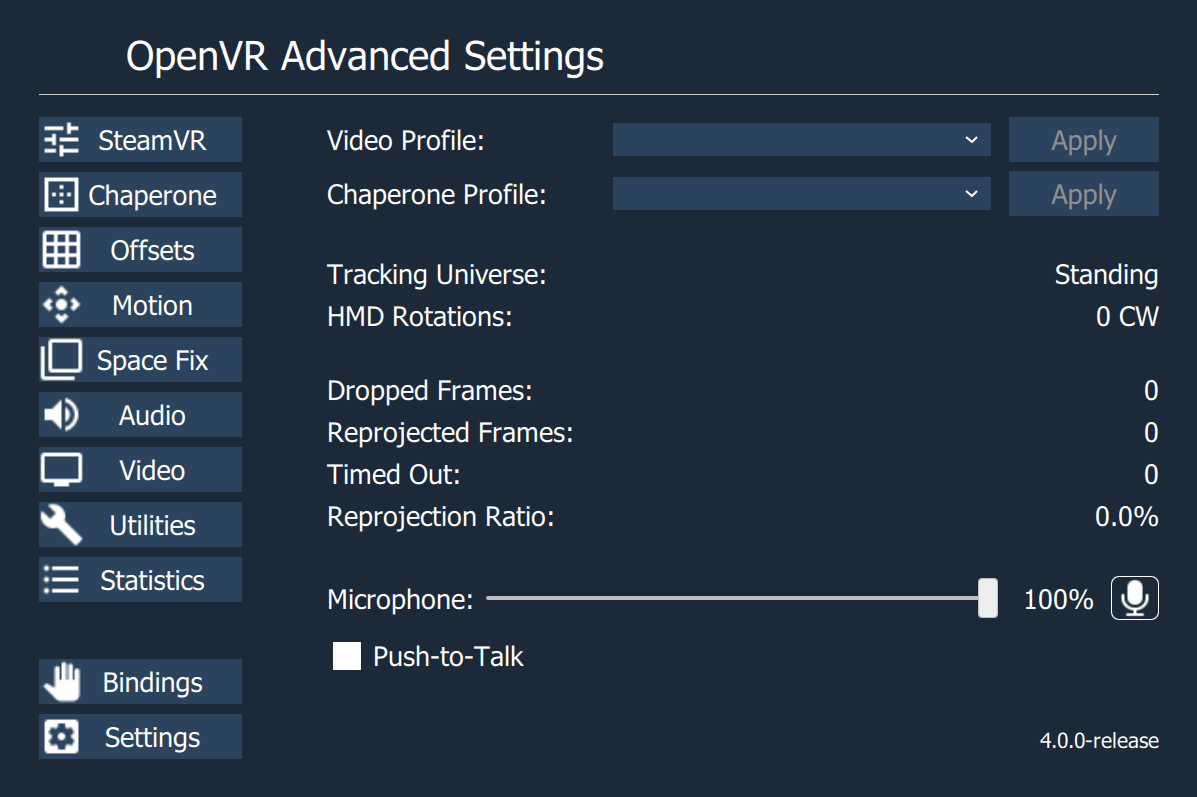 OpenVR Advanced Settings
SteamVR
Chaperone
Offsets
Motion
Space Fix
Audio
Video
Utilities
Statistics
Bindings
Settings
Video Profile: Apply
Chaperone Profile: Apply
Tracking Universe: Standing
HMD Rotations: 0 CW
Dropped Frames: 0
Reprojected Frames: 0
Timed Out: 0
Reprojection Ratio: 0.0%
Microphone: 100%
Push-to-Talk
4.0.0-release